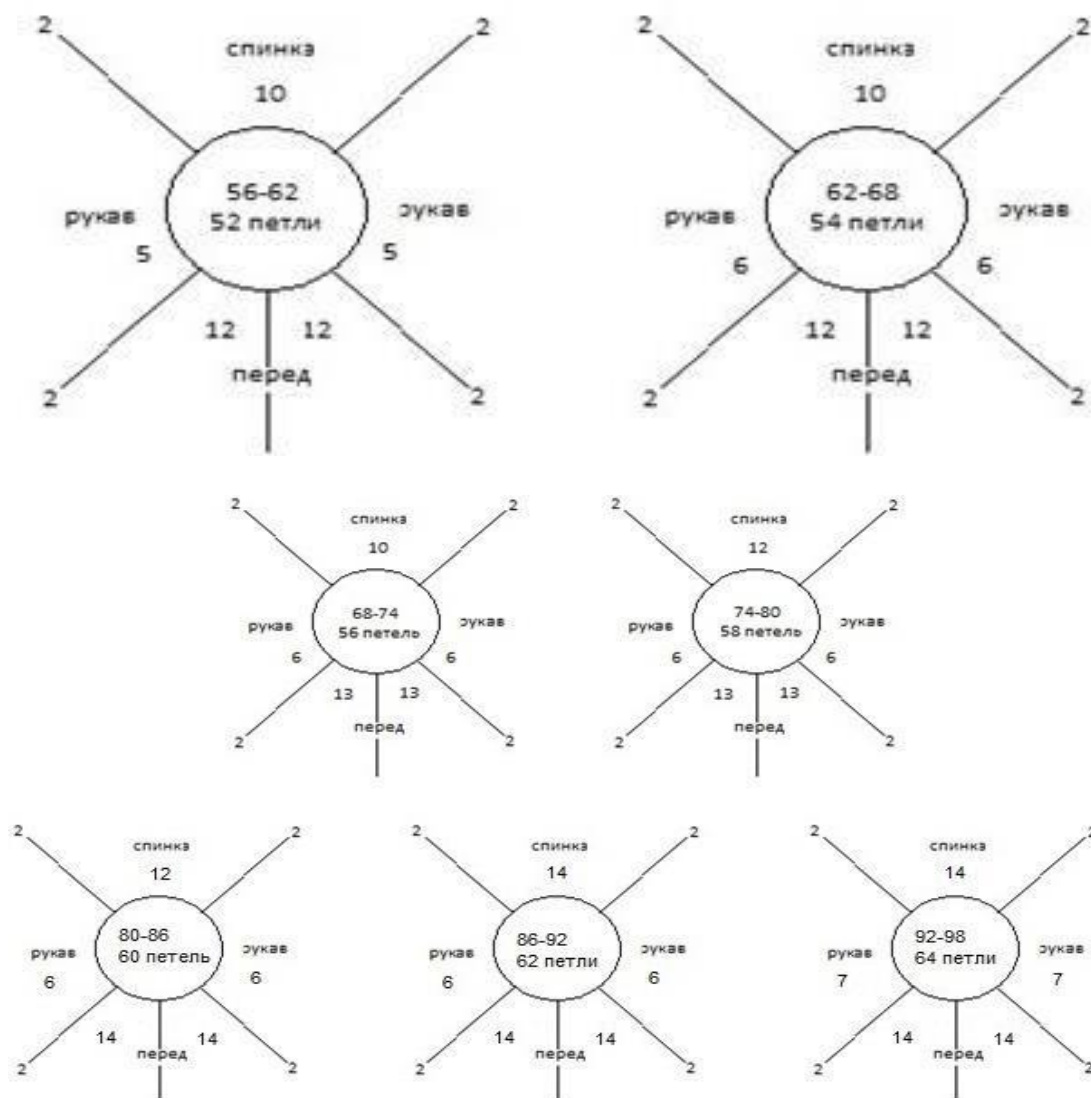 2 2
спинка
10
56-62
52 петли
рукав рукав
5 5
12 12
перед
2 2
2 2
спинка
10
62-68
54 петли
рукав рукав
6 6
12 12
перед
2 2
2 2
спинка
10
68-74
56 петель
рукав рукав
6 6
13 13
перед
2 2
2 2
спинка
12
74-80
58 петель
рукав рукав
6 6
13 13
перед
2 2
2 2
спинка
12
80-86
60 петель
рукав рукав
6 6
14 14
перед
2 2
2 2
спинка
14
86-92
62 петли
рукав рукав
6 6
14 14
перед
2 2
2 2
спинка
14
92-98
64 петли
рукав рукав
7 7
14 14
перед
2 2